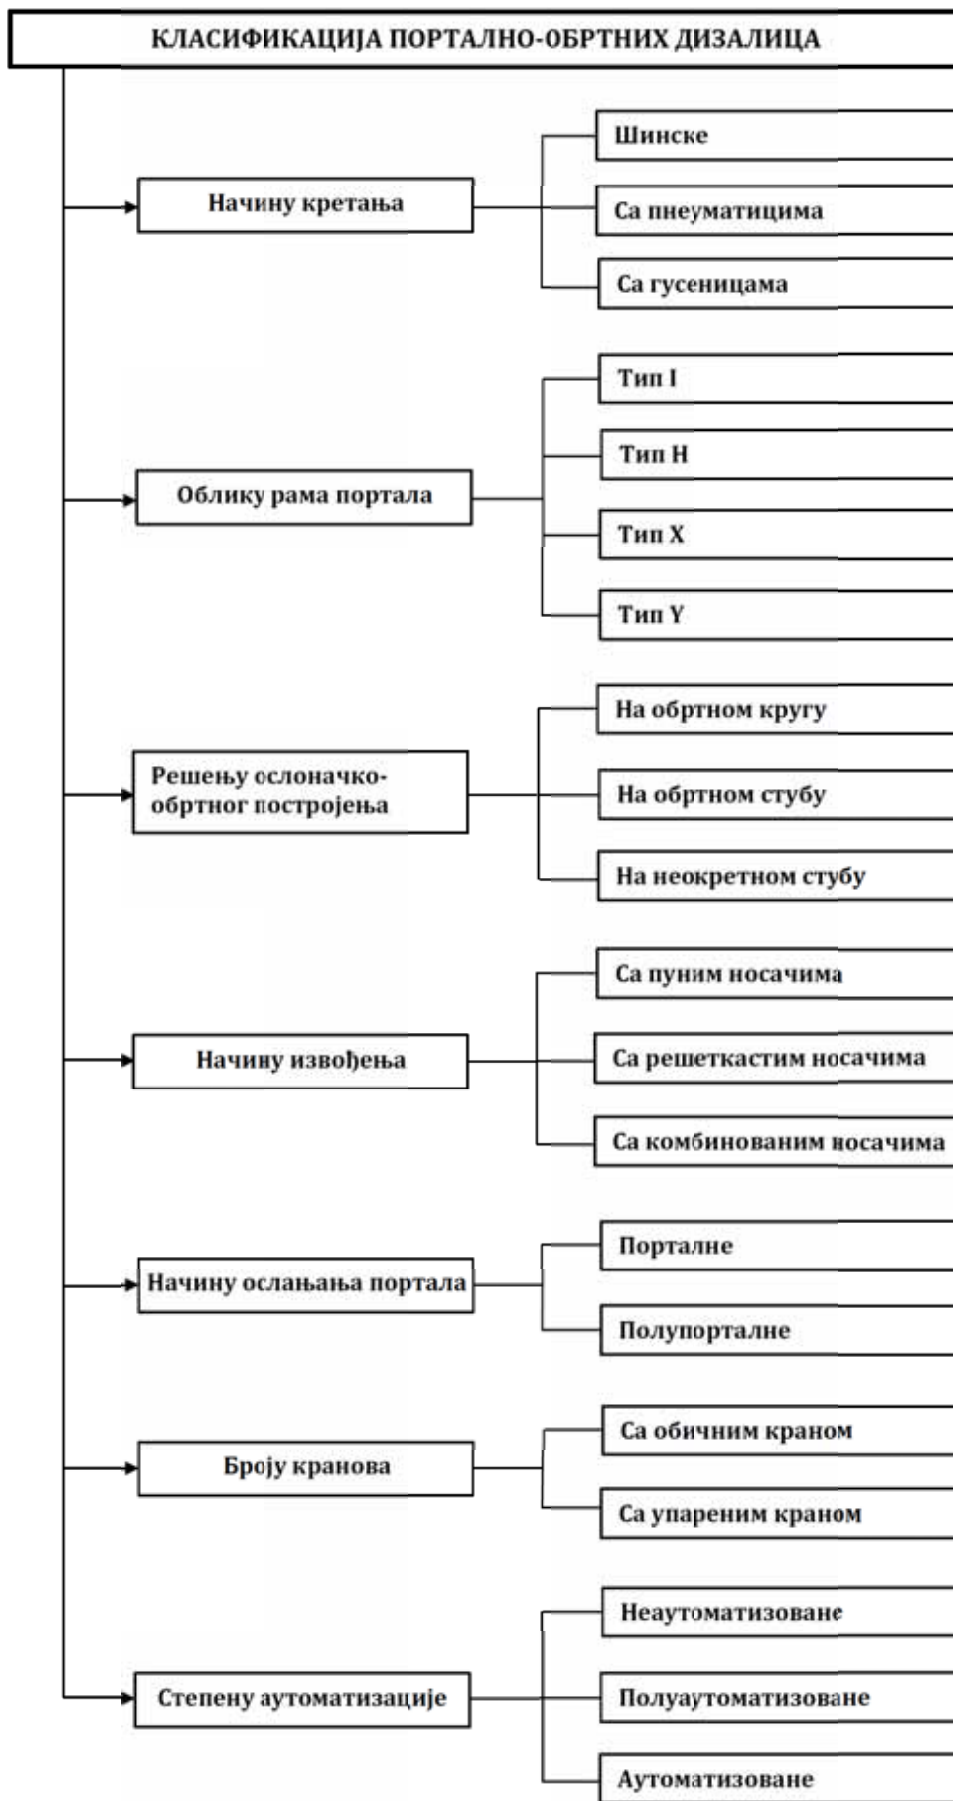 КЛАСИФИКАЦИЈА ПОРТАЛНО-ОБРТНИХ ДИЗАЛИЦА
Начину кретања
Шинске
Са пнеуматицима
Са гусеницама
Облику рама портала
Тип I
Тип H
Тип X
Тип Y
Решењу ослоначко-
обртног постројења
На обртном кругу
На обртном стубу
На неокретном стубу
Начину извођења
Са пуним носачима
Са решеткастим носачима
Са комбинованим носачима
Начину ослањања портала
Порталне
Полупорталне
Броју кранова
Са обичним краном
Са упареним краном
Степену аутоматизације
Неаутоматизоване
Полуаутоматизоване
Аутоматизоване